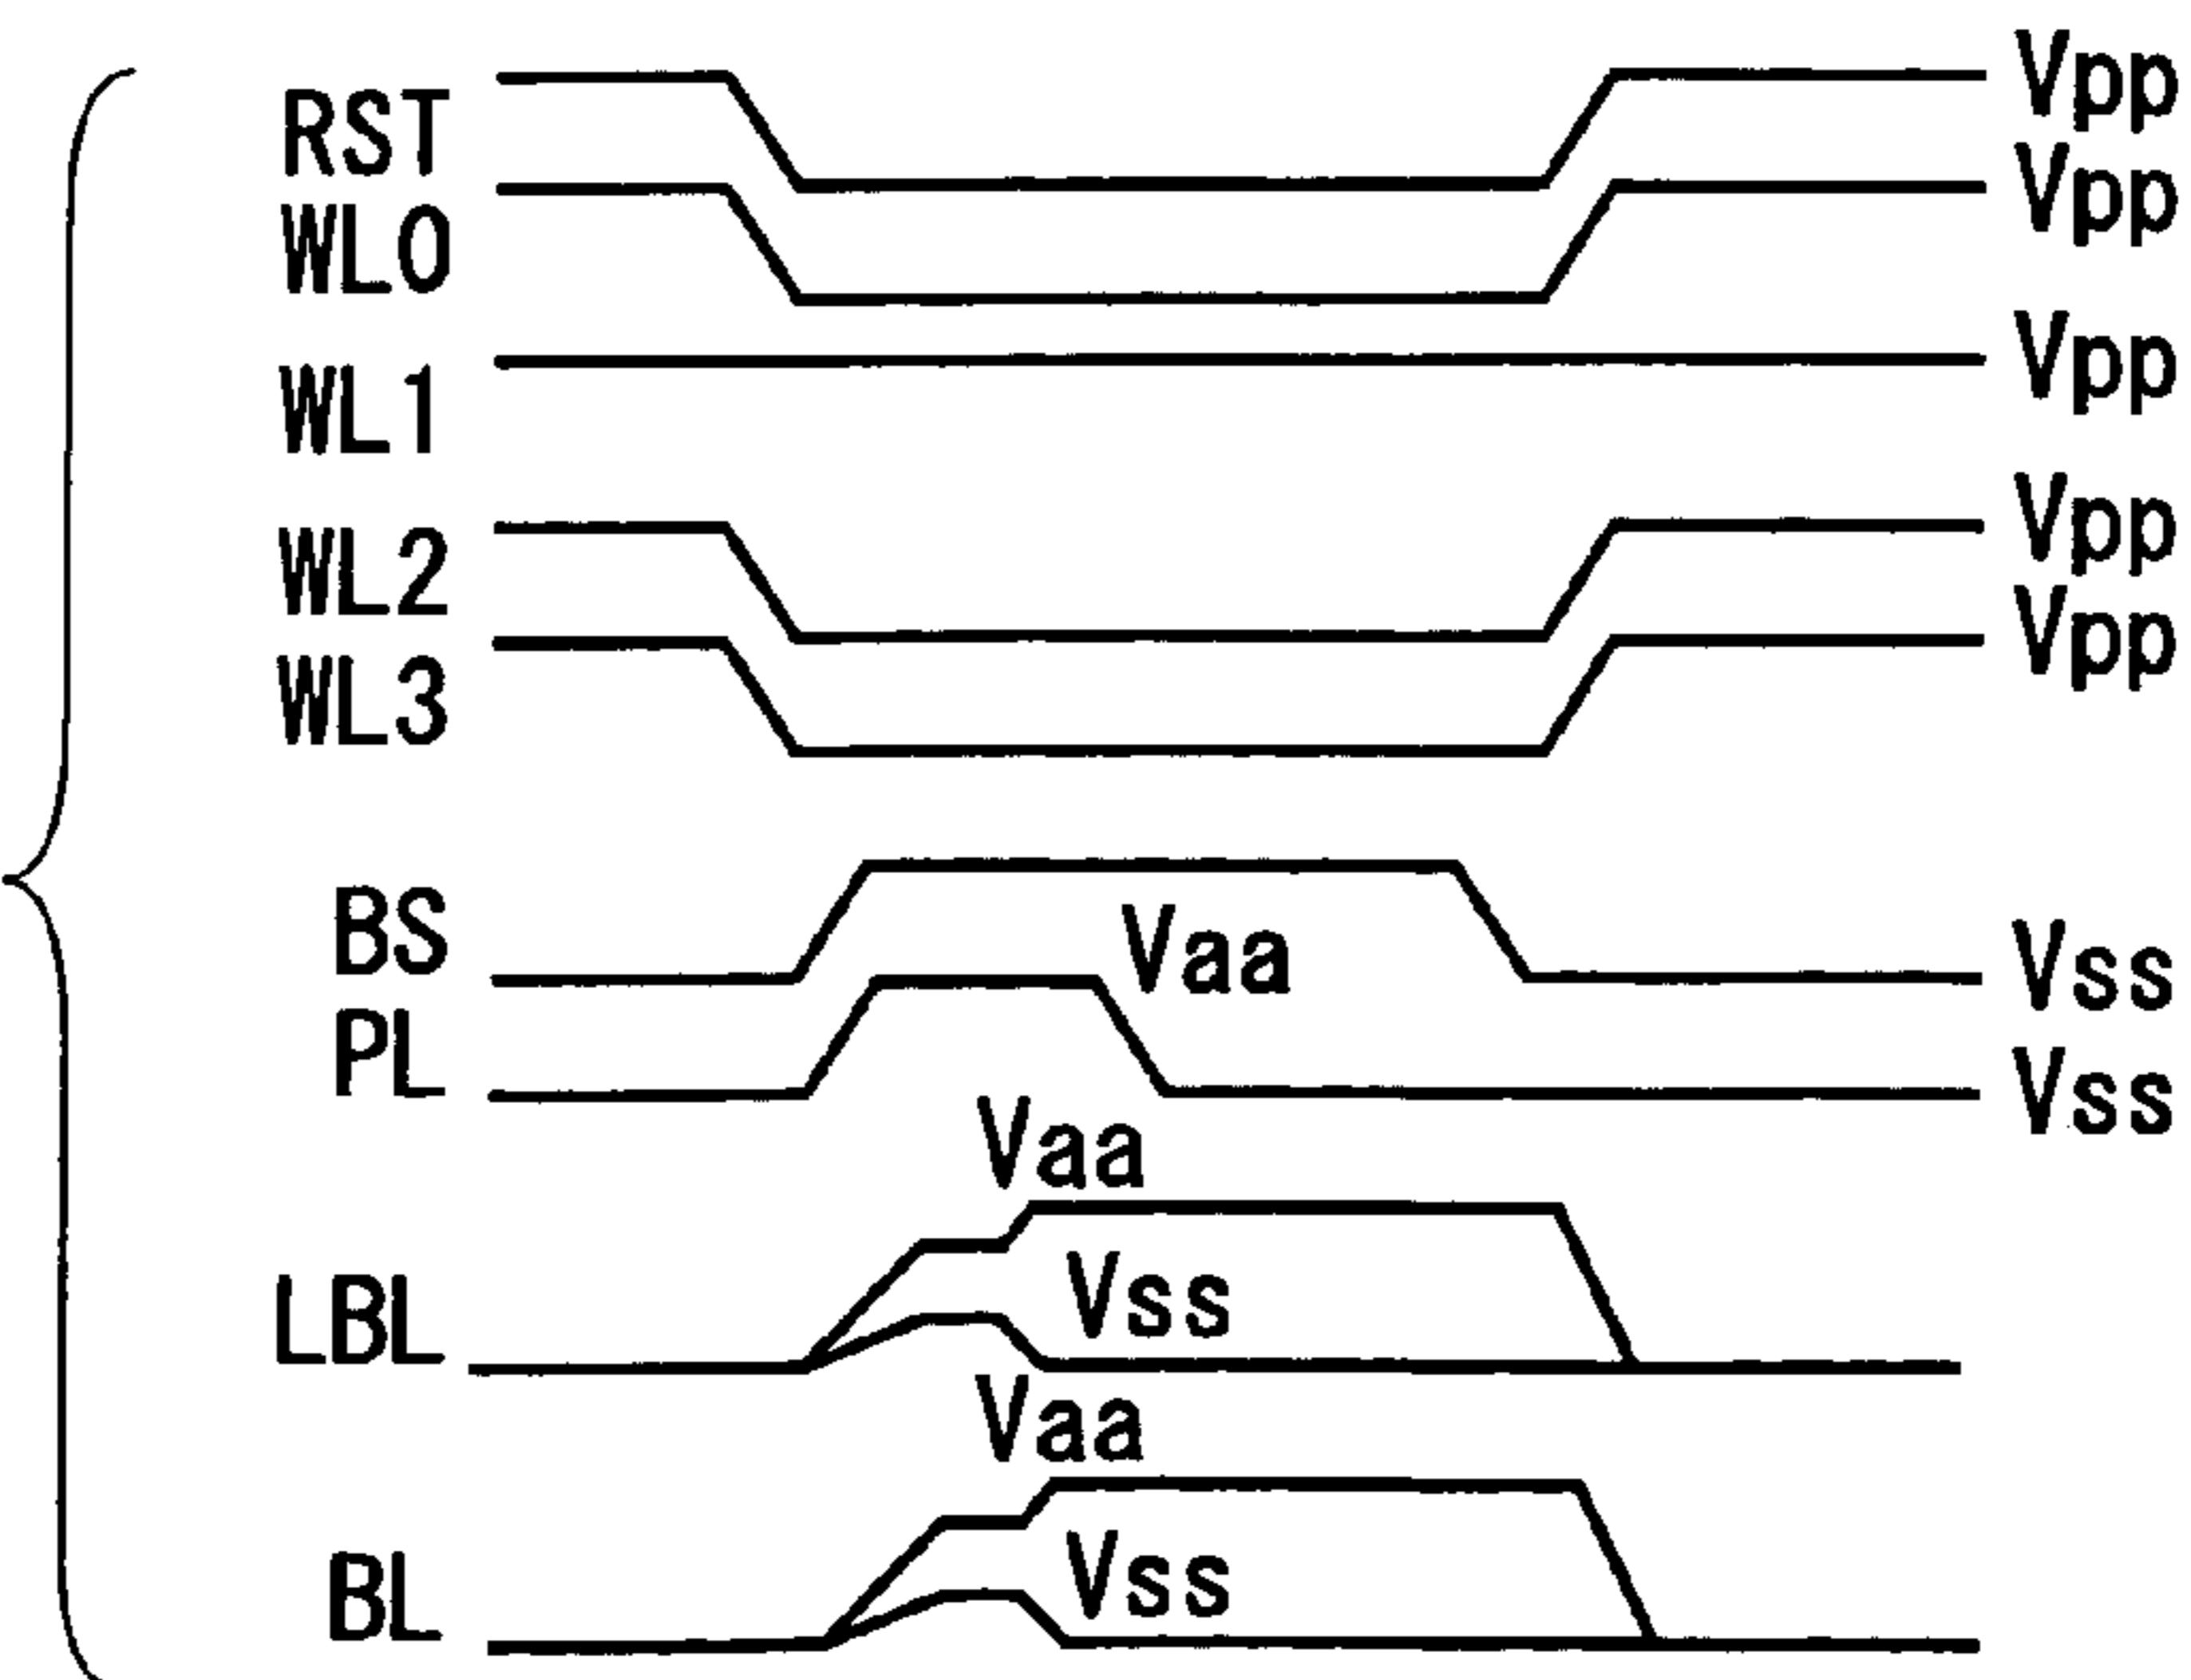 RST Vpp
WL0 Vpp
WL1 Vpp
WL2 Vpp
WL3 Vpp
BS Vaa Vss
PL Vss
Vaa
LBL Vss
Vaa
BL Vss